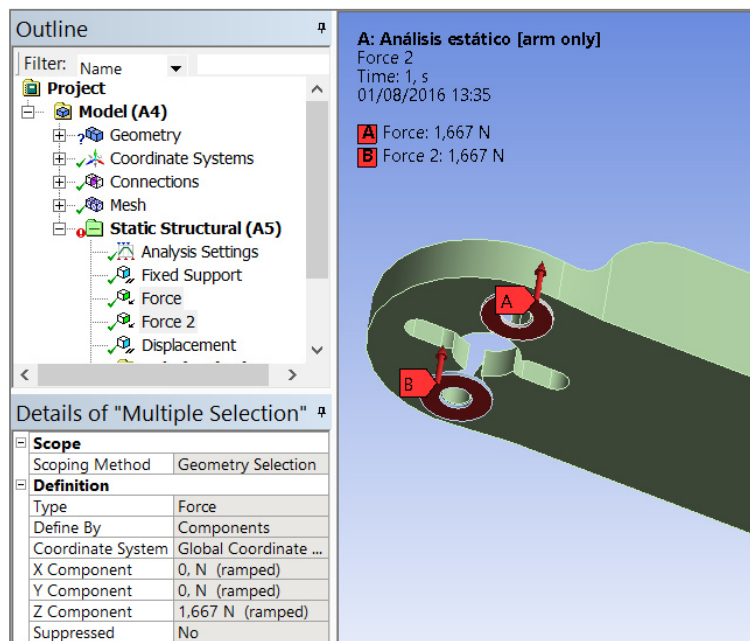 Outline
Filter: Name
Project
Model (A4)
Geometry
Coordinate Systems
Connections
Mesh
Static Structural (A5)
Analysis Settings
Fixed Support
Force
Force 2
Displacement
Details of "Multiple Selection"
Scope
Scoping Method Geometry Selection
Definition
Type Force
Define By Components
Coordinate System Global Coordinate ...
X Component 0, N (ramped)
Y Component 0, N (ramped)
Z Component 1,667 N (ramped)
Suppressed No
A: Análisis estático [arm only]
Force 2
Time: 1, s
01/08/2016 13:35
A Force: 1,667 N
B Force 2: 1,667 N
A
B